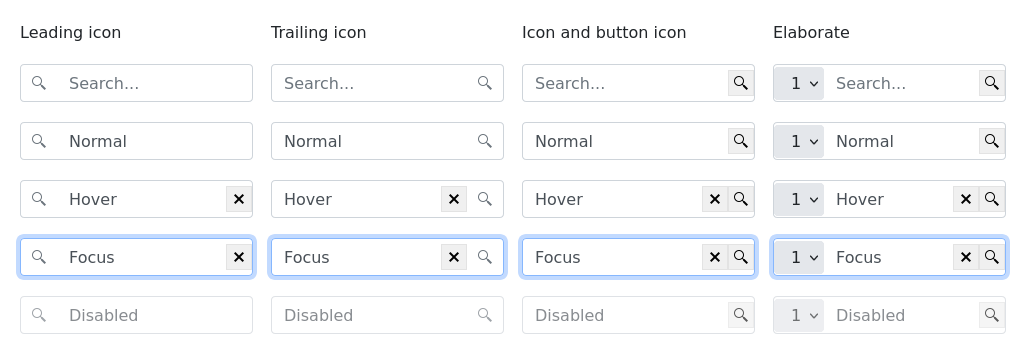 Leading icon Trailing icon Icon and button icon Elaborate
Search... Search... Search... 1 Search...
Normal Normal Normal 1 Normal
Hover Hover Hover 1 Hover
Focus Focus Focus 1 Focus
Disabled Disabled Disabled 1 Disabled